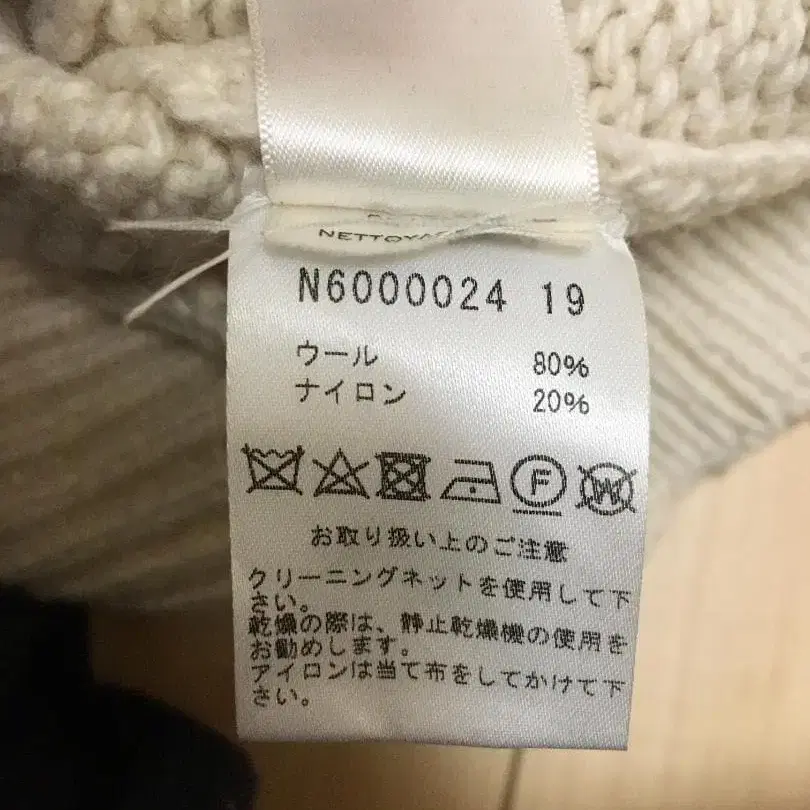 N6000024 19
ウール 80%
ナイロン 20%
F
W
お取り扱い上のご注意
クリーニングネットを使用して下
さい。
乾燥の際は、静止乾燥機の使用を
お勧めします。
アイロンは当て布をしてかけて下
さい。